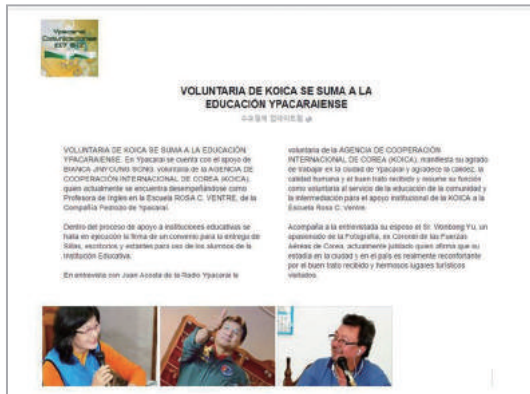 Ypacarai
Comunicaciones
VOLUNTARIA DE KOICA SE SUMA A LA
EDUCACIÓN YPACARAIENSE
VOLUNTARIA DE KOICA SE SUMA A LA EDUCACIÓN
YPACARAIENSE. En Ypacarai se cuenta con el apoyo de
BIANCA JINYOUNG BONG, voluntaria de la AGENCIA DE
COOPERACIÓN INTERNACIONAL DE COREA (KOICA),
quien actualmente se encuentra desempeñándose como
Profesora de Ingles en la Escuela ROSA C. VENTRE, de la
Compañía Pedrozo de Ypacarai.
Dentro del proceso de apoyo a instituciones educativas se
halla en ejecución la firma de un convenio para la entrega de
Sillas, escritorios y estantes para uso de los alumnos de la
Institución Educativa.
En entrevista con Juan Acosta de la Radio Ypacarai la
voluntaria de la AGENCIA DE COOPERACIÓN
INTERNACIONAL DE COREA (KOICA), manifiesta su agrado
de trabajar en la ciudad de Ypacarai y agradece la calidez, la
calidad humana y el buen trato recibido y resume su función
como voluntaria al servicio de la educación de la comunidad y
la intermediación para el apoyo institucional de la KOICA a la
Escuela Rosa C. Ventre.
Acompaña a la entrevistada su esposo el Sr. Wonbong Yu, un
apasionado de la Fotografía, ex Coronel de las Fuerzas
Aéreas de Corea, actualmente jubilado quien afirma que su
estadía en la ciudad y en el país es realmente reconfortante
por el buen trato recibido y hermosos lugares turísticos
visitados.